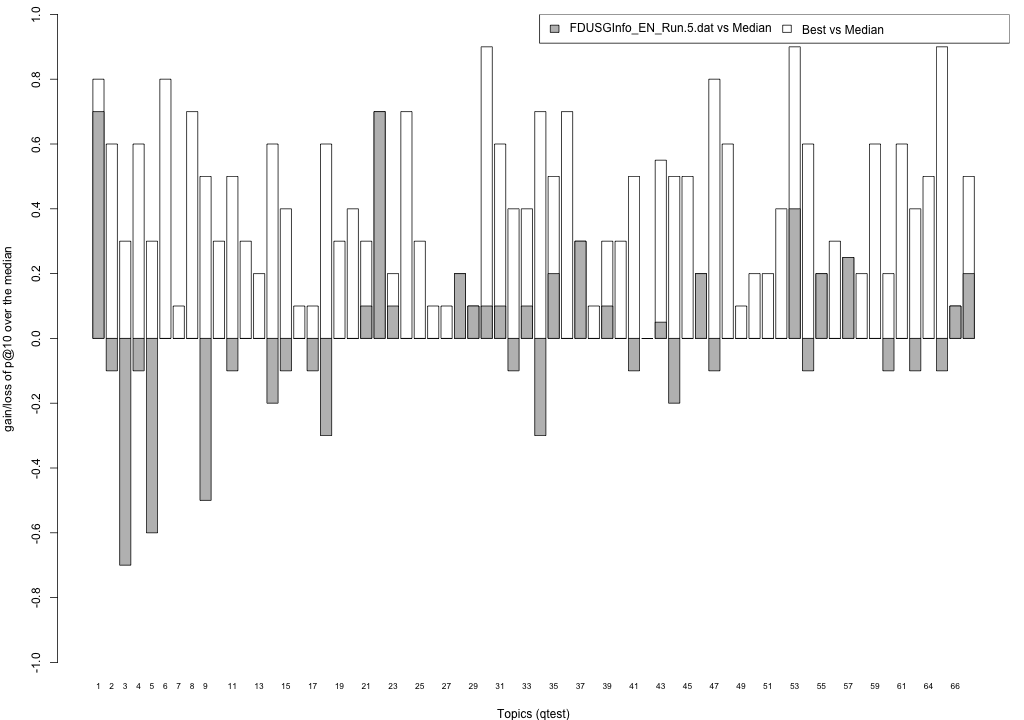 FDUSGInfo_EN_Run.5.dat vs Median Best vs Median
gain/loss of p@10 over the median
1.0
0.8
0.6
0.4
0.2
0.0
-0.2
-0.4
-0.6
-0.8
-1.0
1 2 3 4 5 6 7 8 9 11 13 15 17 19 21 23 25 27 29 31 33 35 37 39 41 43 45 47 49 51 53 55 57 59 61 64 66
Topics (qtest)